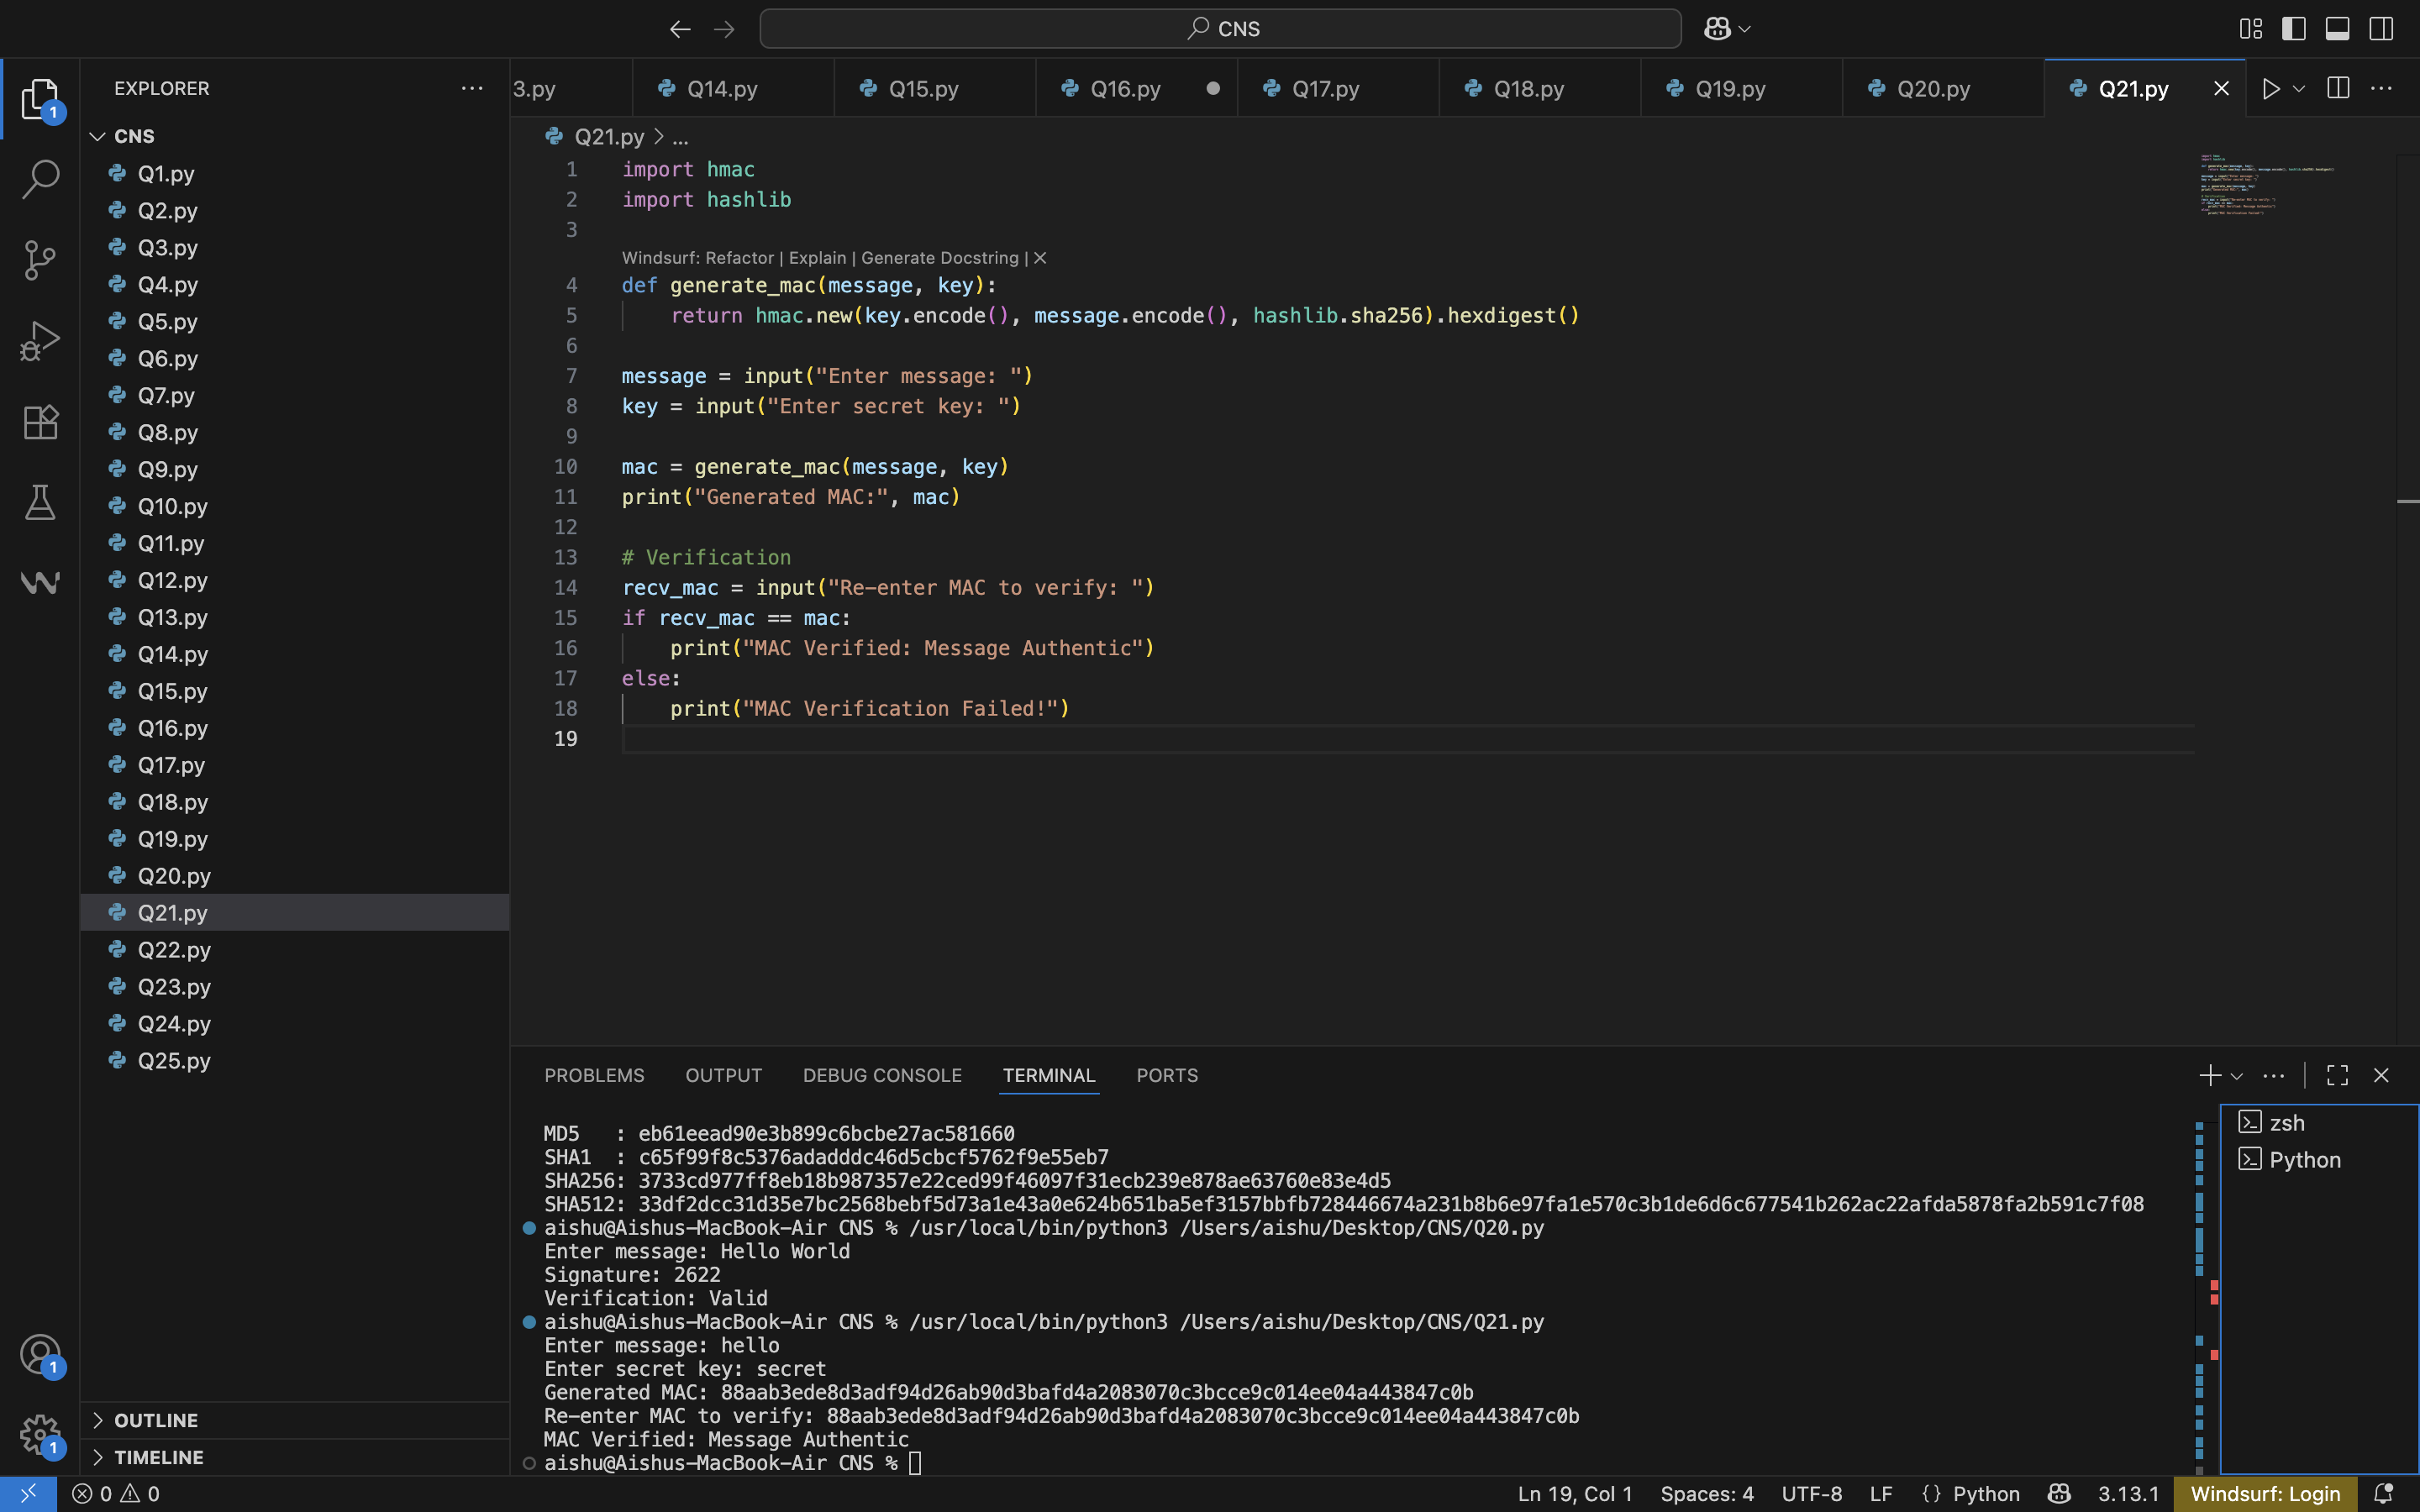 CNS
EXPLORER
3.py
Q14.py
Q15.py
Q16.py
Q17.py
Q18.py
Q19.py
Q20.py
Q21.py
1
CNS
Q1.py
Q2.py
Q3.py
Q4.py
Q5.py
Q6.py
Q7.py
Q8.py
Q9.py
Q10.py
Q11.py
Q12.py
Q13.py
Q14.py
Q15.py
Q16.py
Q17.py
Q18.py
Q19.py
Q20.py
Q21.py
Q22.py
Q23.py
Q24.py
Q25.py
OUTLINE
TIMELINE
1
1
Q21.py > ...
1 import hmac
2 import hashlib
3
Windsurf: Refactor | Explain | Generate Docstring | X
4 def generate_mac(message, key):
5 return hmac.new(key.encode(), message.encode(), hashlib.sha256).hexdigest()
6
7 message = input("Enter message: ")
8 key = input("Enter secret key: ")
9
10 mac = generate_mac(message, key)
11 print("Generated MAC:", mac)
12
13 # Verification
14 recv_mac = input("Re-enter MAC to verify: ")
15 if recv_mac == mac:
16 print("MAC Verified: Message Authentic")
17 else:
18 print("MAC Verification Failed!")
19
PROBLEMS OUTPUT DEBUG CONSOLE TERMINAL PORTS
MD5   : eb61eead90e3b899c6bcbe27ac581660
SHA1  : c65f99f8c5376adadddc46d5cbcf5762f9e55eb7
SHA256: 3733cd977ff8eb18b987357e22ced99f46097f31ecb239e878ae63760e83e4d5
SHA512: 33df2dcc31d35e7bc2568bebf5d73a1e43a0e624b651ba5ef3157bbfb728446674a231b8b6e97fa1e570c3b1de6d6c677541b262ac22afda5878fa2b591c7f08
aishu@Aishus-MacBook-Air CNS % /usr/local/bin/python3 /Users/aishu/Desktop/CNS/Q20.py
Enter message: Hello World
Signature: 2622
Verification: Valid
aishu@Aishus-MacBook-Air CNS % /usr/local/bin/python3 /Users/aishu/Desktop/CNS/Q21.py
Enter message: hello
Enter secret key: secret
Generated MAC: 88aab3ede8d3adf94d26ab90d3bafd4a2083070c3bcce9c014ee04a443847c0b
Re-enter MAC to verify: 88aab3ede8d3adf94d26ab90d3bafd4a2083070c3bcce9c014ee04a443847c0b
MAC Verified: Message Authentic
aishu@Aishus-MacBook-Air CNS %
zsh
Python
0 0
Ln 19, Col 1 Spaces: 4 UTF-8 LF {} Python 3.13.1 Windsurf: Login